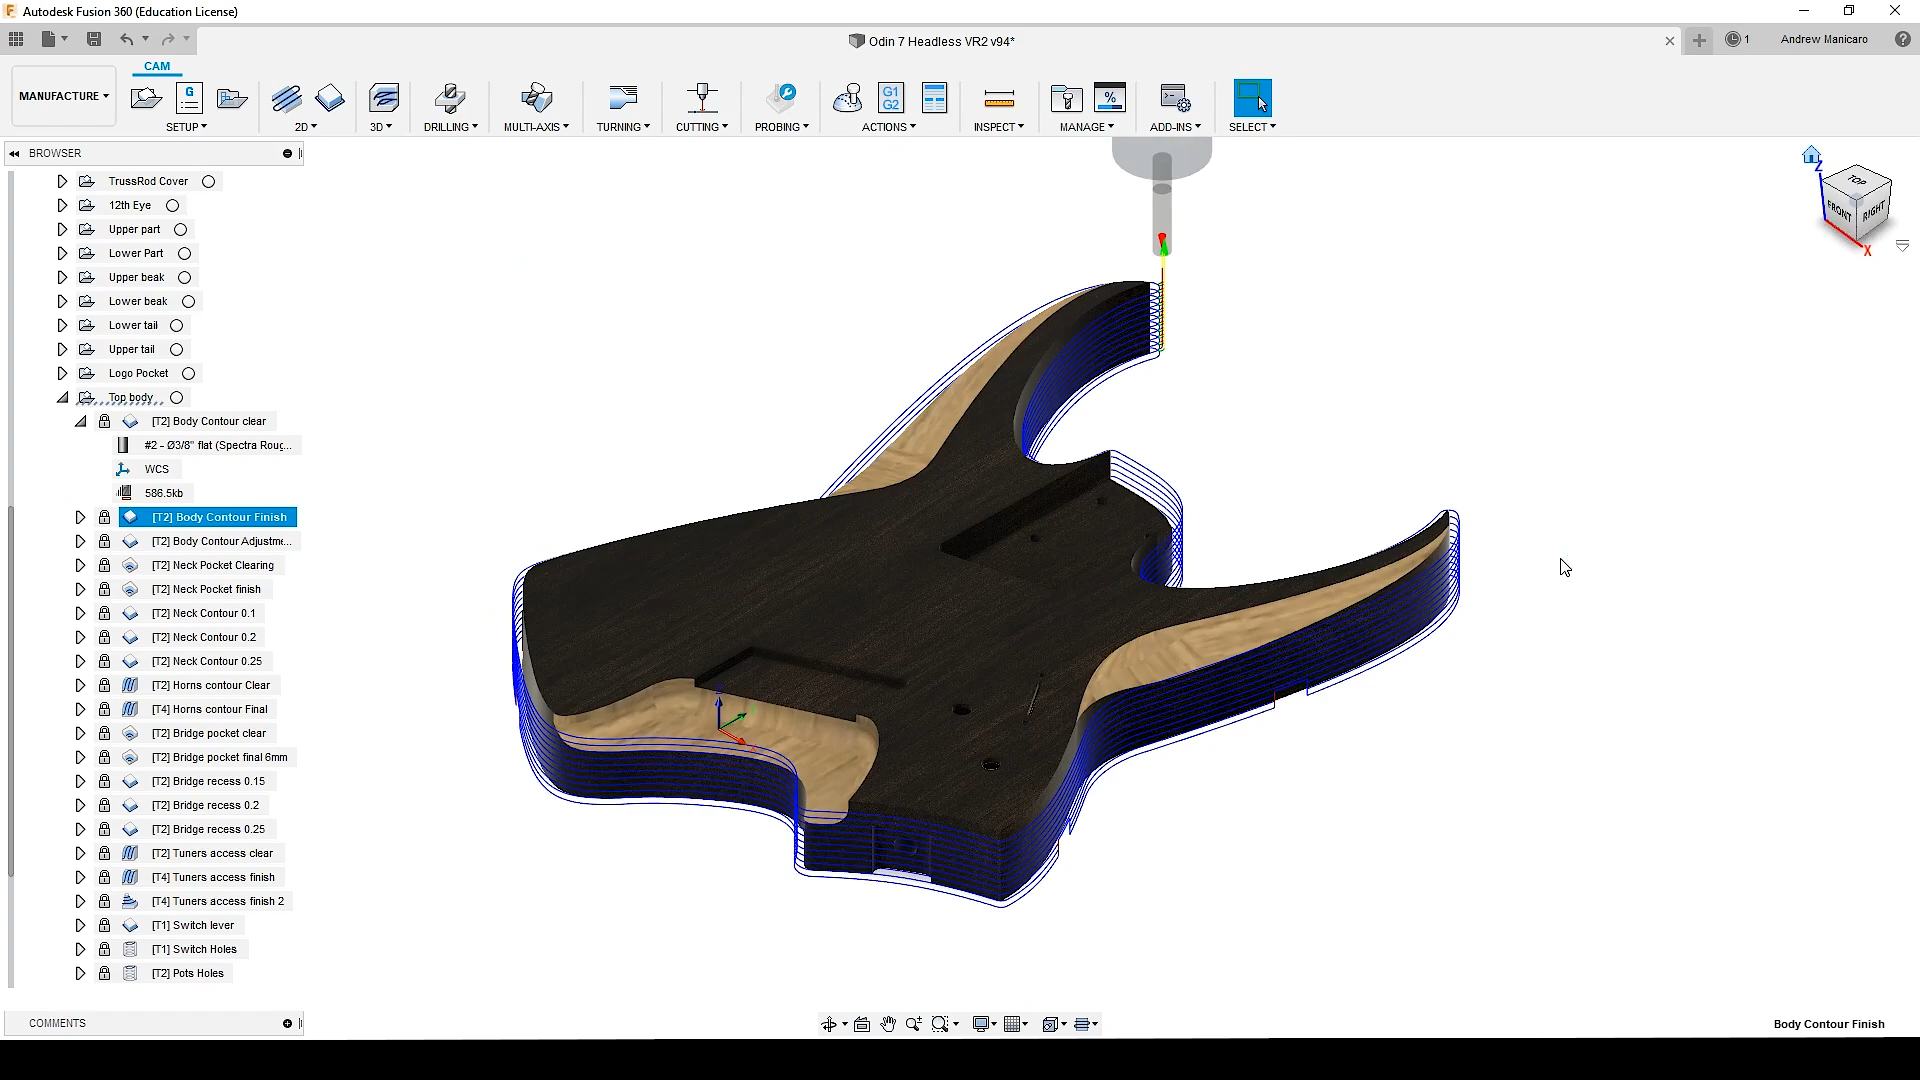 Autodesk Fusion 360 (Education License)
Odin 7 Headless VR2 v94*
1
Andrew Manicaro
CAM
MANUFACTURE
G
G1
G2
%
SETUP
2D
3D
DRILLING
MULTI-AXIS
TURNING
CUTTING
PROBING
ACTIONS
INSPECT
MANAGE
ADD-INS
SELECT
BROWSER
TrussRod Cover
12th Eye
Upper part
Lower Part
Upper beak
Lower beak
Lower tail
Upper tail
Logo Pocket
Top body
[T2] Body Contour clear
#2 - Ø3/8" flat (Spectra Roug...
WCS
586.5kb
[T2] Body Contour Finish
[T2] Body Contour Adjustme...
[T2] Neck Pocket Clearing
[T2] Neck Pocket finish
[T2] Neck Contour 0.1
[T2] Neck Contour 0.2
[T2] Neck Contour 0.25
[T2] Horns contour Clear
[T4] Horns contour Final
[T2] Bridge pocket clear
[T2] Bridge pocket final 6mm
[T2] Bridge recess 0.15
[T2] Bridge recess 0.2
[T2] Bridge recess 0.25
[T2] Tuners access clear
[T4] Tuners access finish
[T4] Tuners access finish 2
[T1] Switch lever
[T1] Switch Holes
[T2] Pots Holes
COMMENTS
Z
TOP
FRONT
RIGHT
X
Body Contour Finish